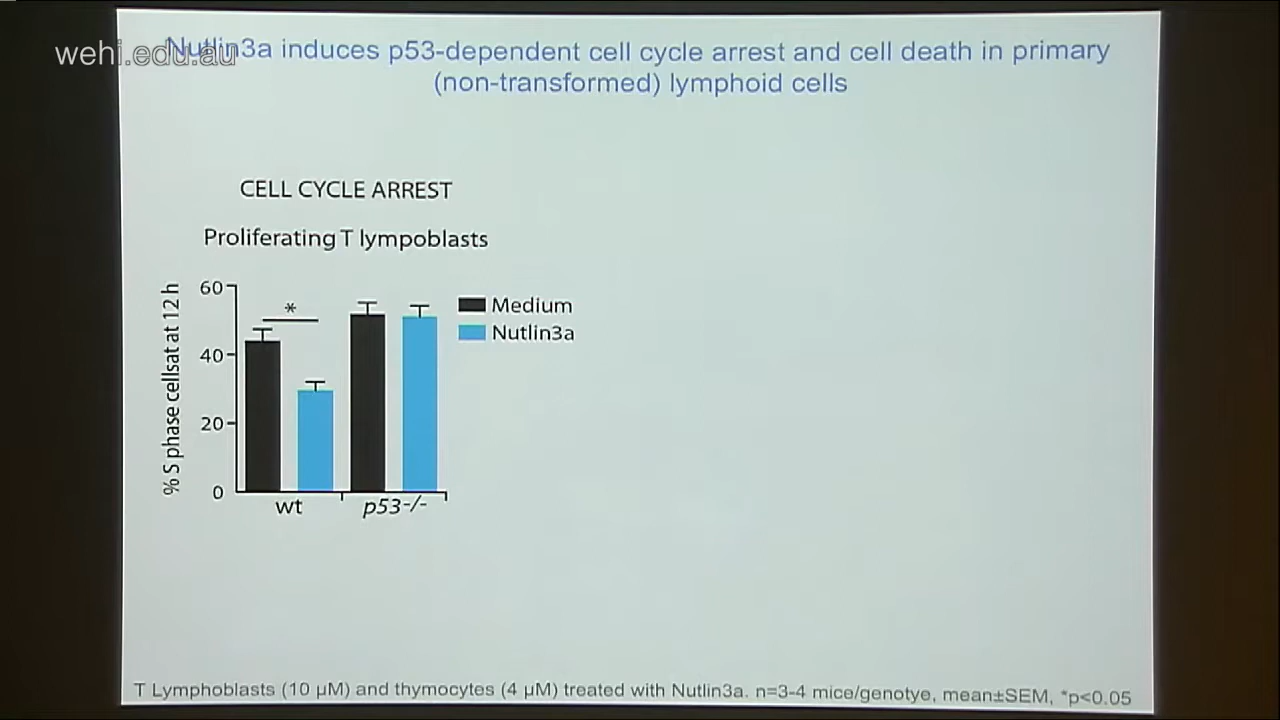 wehi.edu.au
Nutlin3a induces p53-dependent cell cycle arrest and cell death in primary
(non-transformed) lymphoid cells
CELL CYCLE ARREST
Proliferating T lympoblasts
% S phase cellsat at 12 h
60
40
20
0
*
Medium
Nutlin3a
wt
p53-/-
T Lymphoblasts (10 µM) and thymocytes (4 µM) treated with Nutlin3a. n=3-4 mice/genotye, mean±SEM, *p<0.05